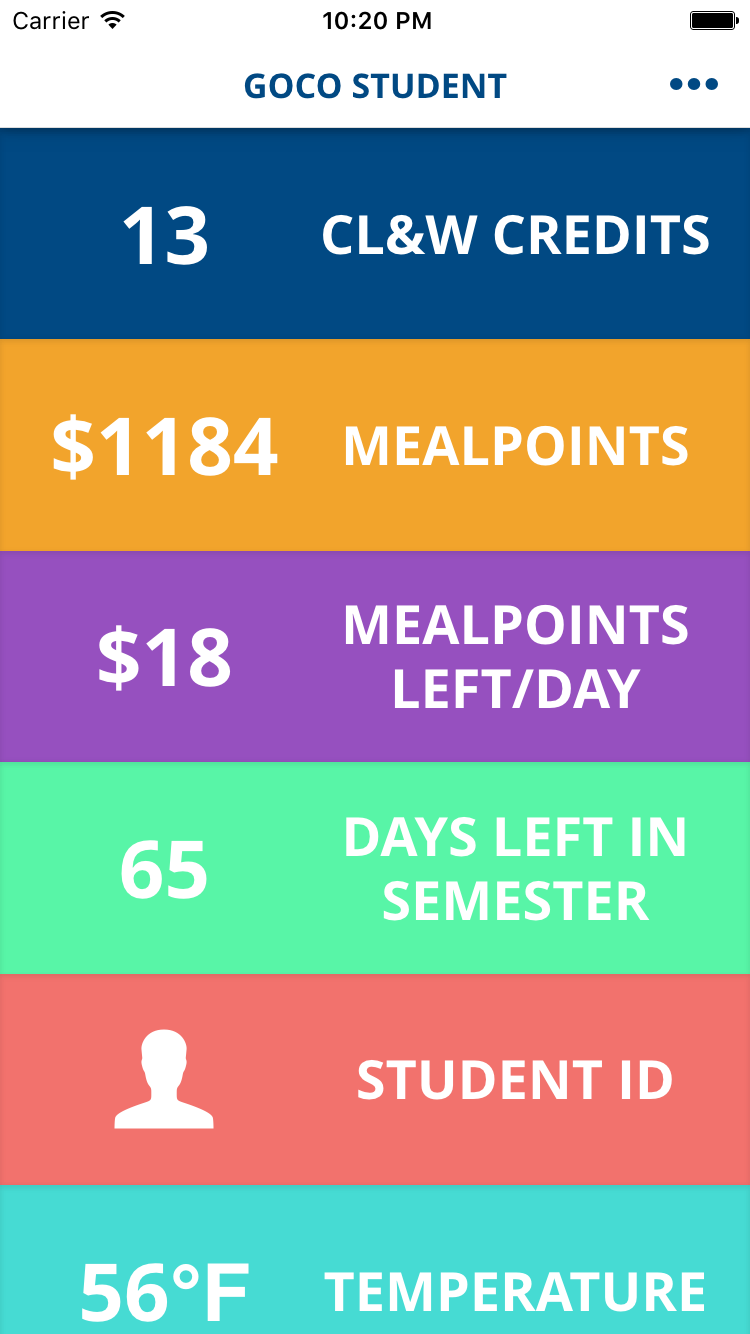 Carrier 10:20 PM
GOCO STUDENT
13 CL&W CREDITS
$1184 MEALPOINTS
$18 MEALPOINTS
LEFT/DAY
65 DAYS LEFT IN
SEMESTER
STUDENT ID
56°F TEMPERATURE